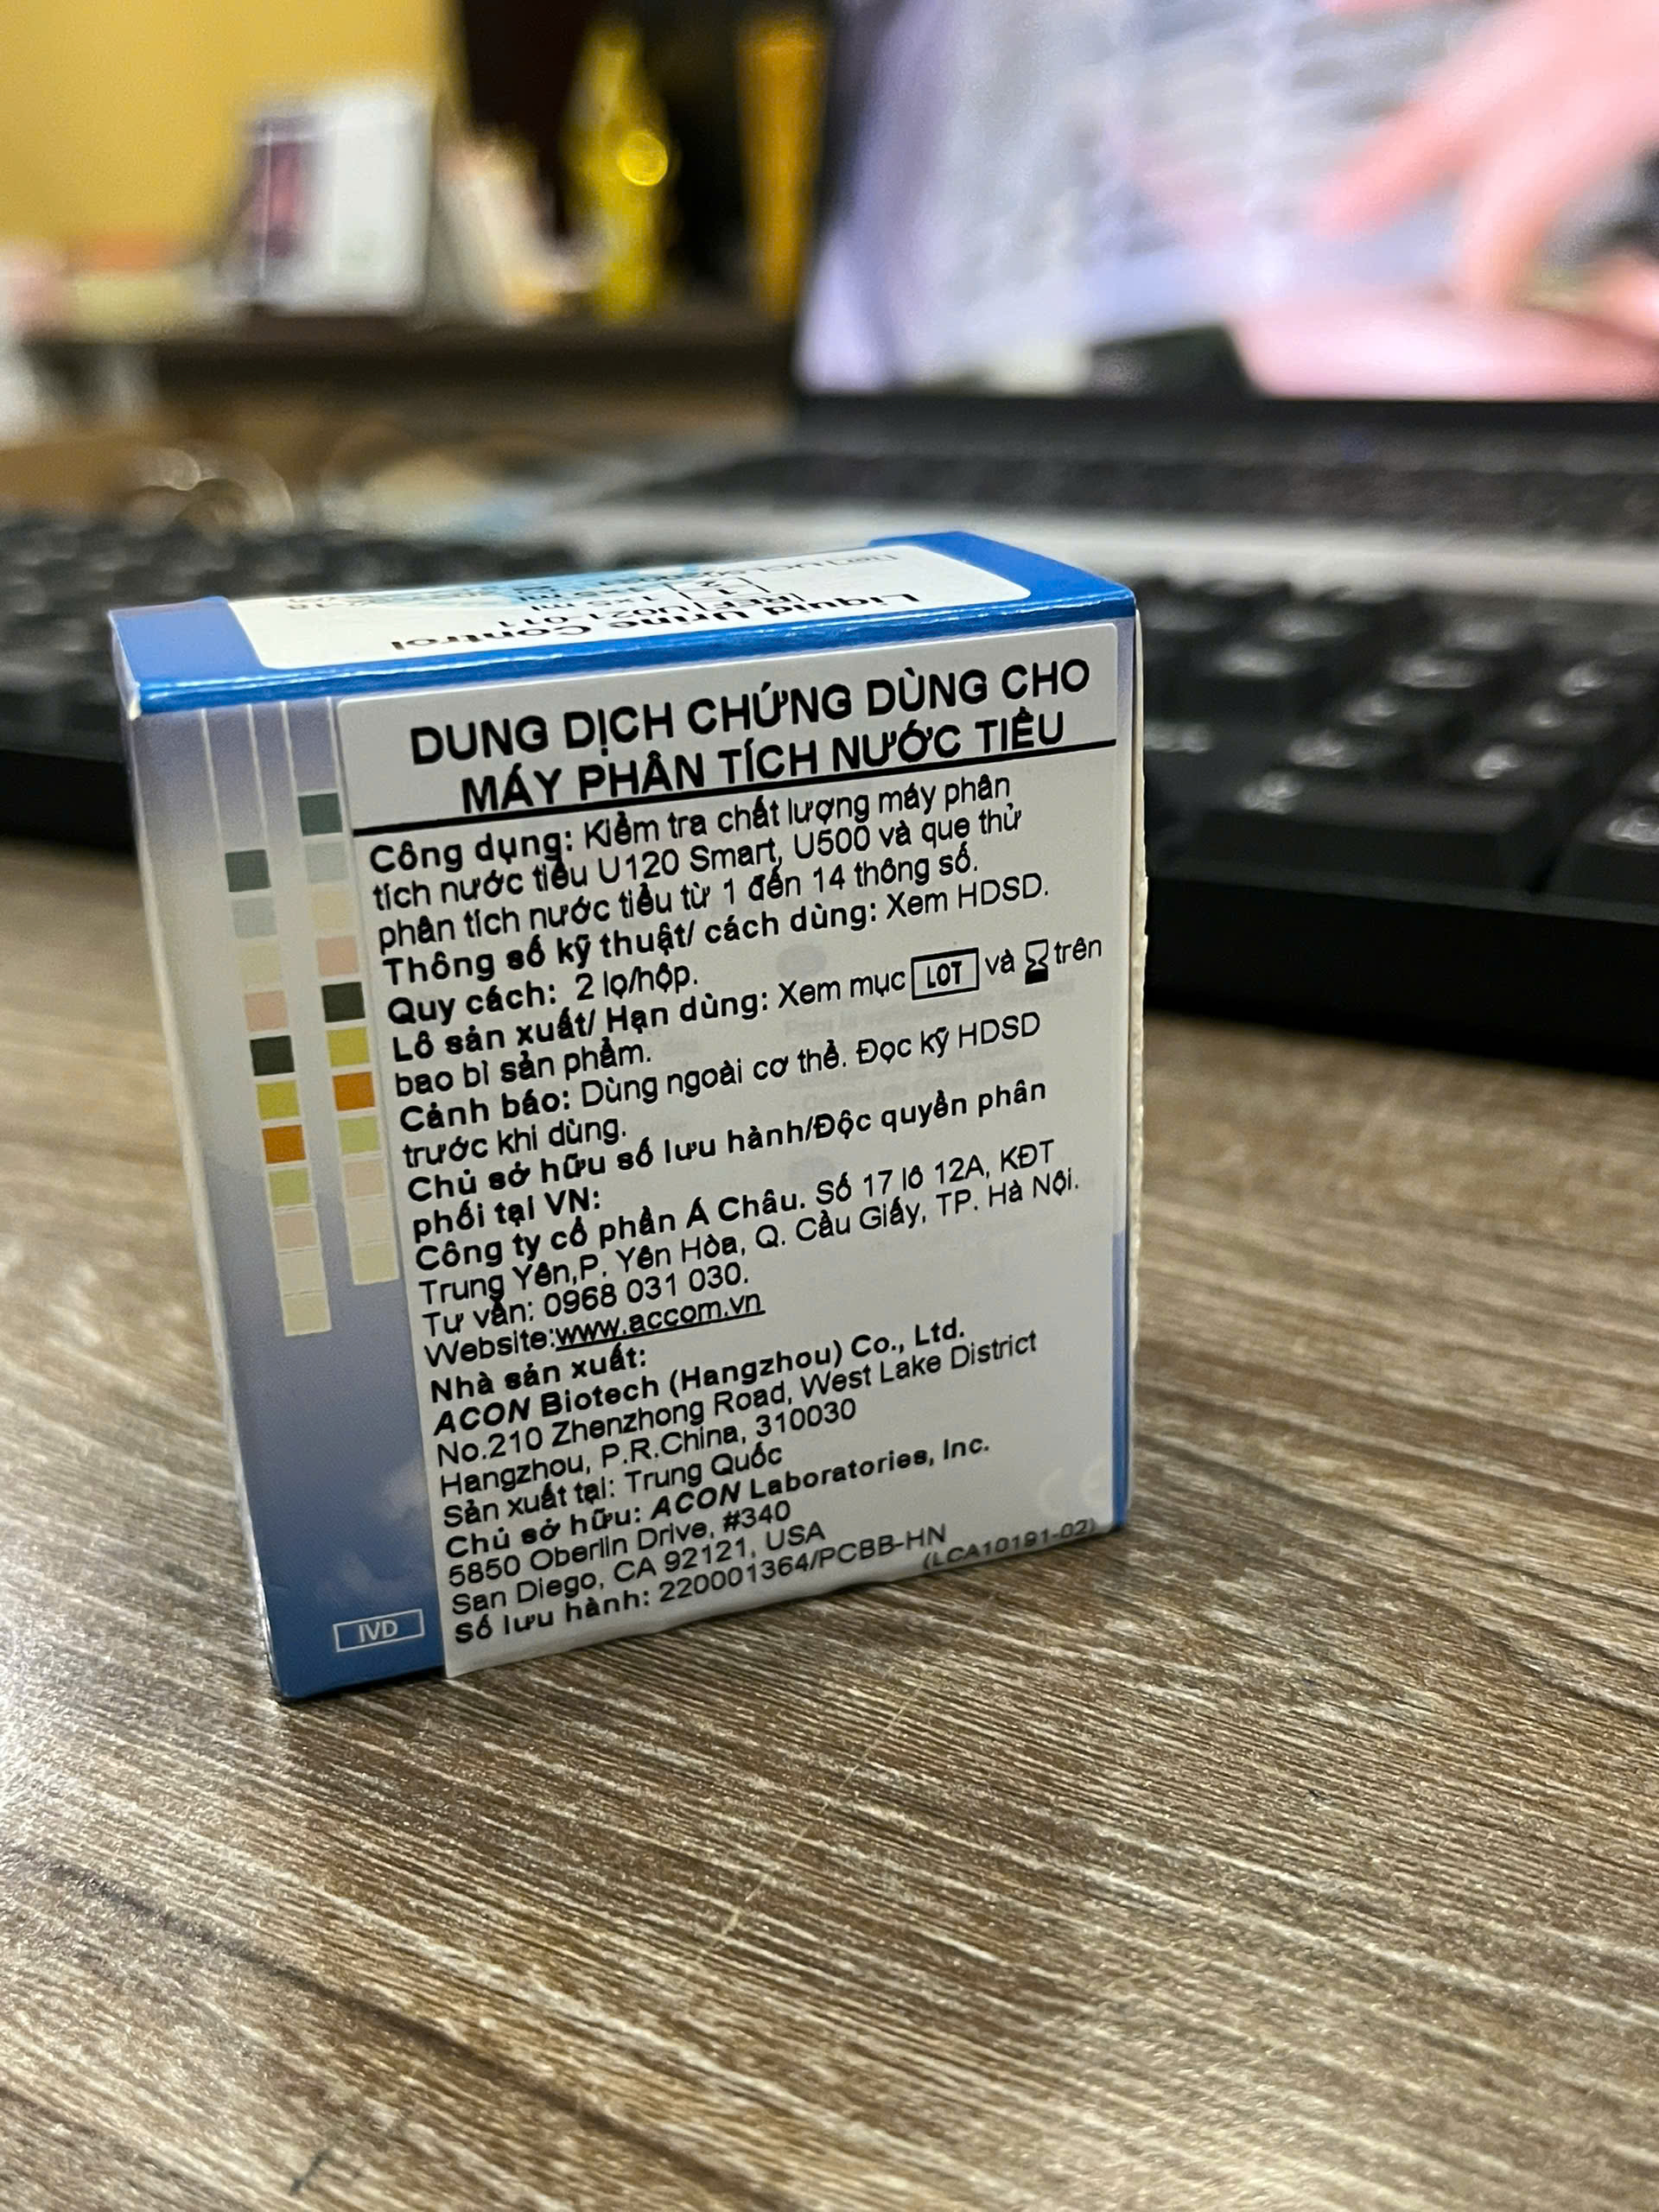 Liquid Urine Control
REF U021-011
DUNG DỊCH CHỨNG DÙNG CHO
MÁY PHÂN TÍCH NƯỚC TIỂU
Công dụng: Kiểm tra chất lượng máy phân
tích nước tiểu U120 Smart, U500 và que thử
phân tích nước tiểu từ 1 đến 14 thông số.
Thông số kỹ thuật/ cách dùng: Xem HDSD.
Quy cách: 2 lọ/hộp.
Lô sản xuất/ Hạn dùng: Xem mục LOT và trên
bao bì sản phẩm.
Cảnh báo: Dùng ngoài cơ thể. Đọc kỹ HDSD
trước khi dùng.
Chủ sở hữu số lưu hành/Độc quyền phân
phối tại VN:
Công ty cổ phần Á Châu. Số 17 lô 12A, KĐT
Trung Yên,P. Yên Hòa, Q. Cầu Giấy, TP. Hà Nội.
Tư vấn: 0968 031 030.
Website:www.accom.vn
Nhà sản xuất:
ACON Biotech (Hangzhou) Co., Ltd.
No.210 Zhenzhong Road, West Lake District
Hangzhou, P.R.China, 310030
Sản xuất tại: Trung Quốc
Chủ sở hữu: ACON Laboratories, Inc.
5850 Oberlin Drive, #340
San Diego, CA 92121, USA
Số lưu hành: 220001364/PCBB-HN
(LCA10191-02)
IVD